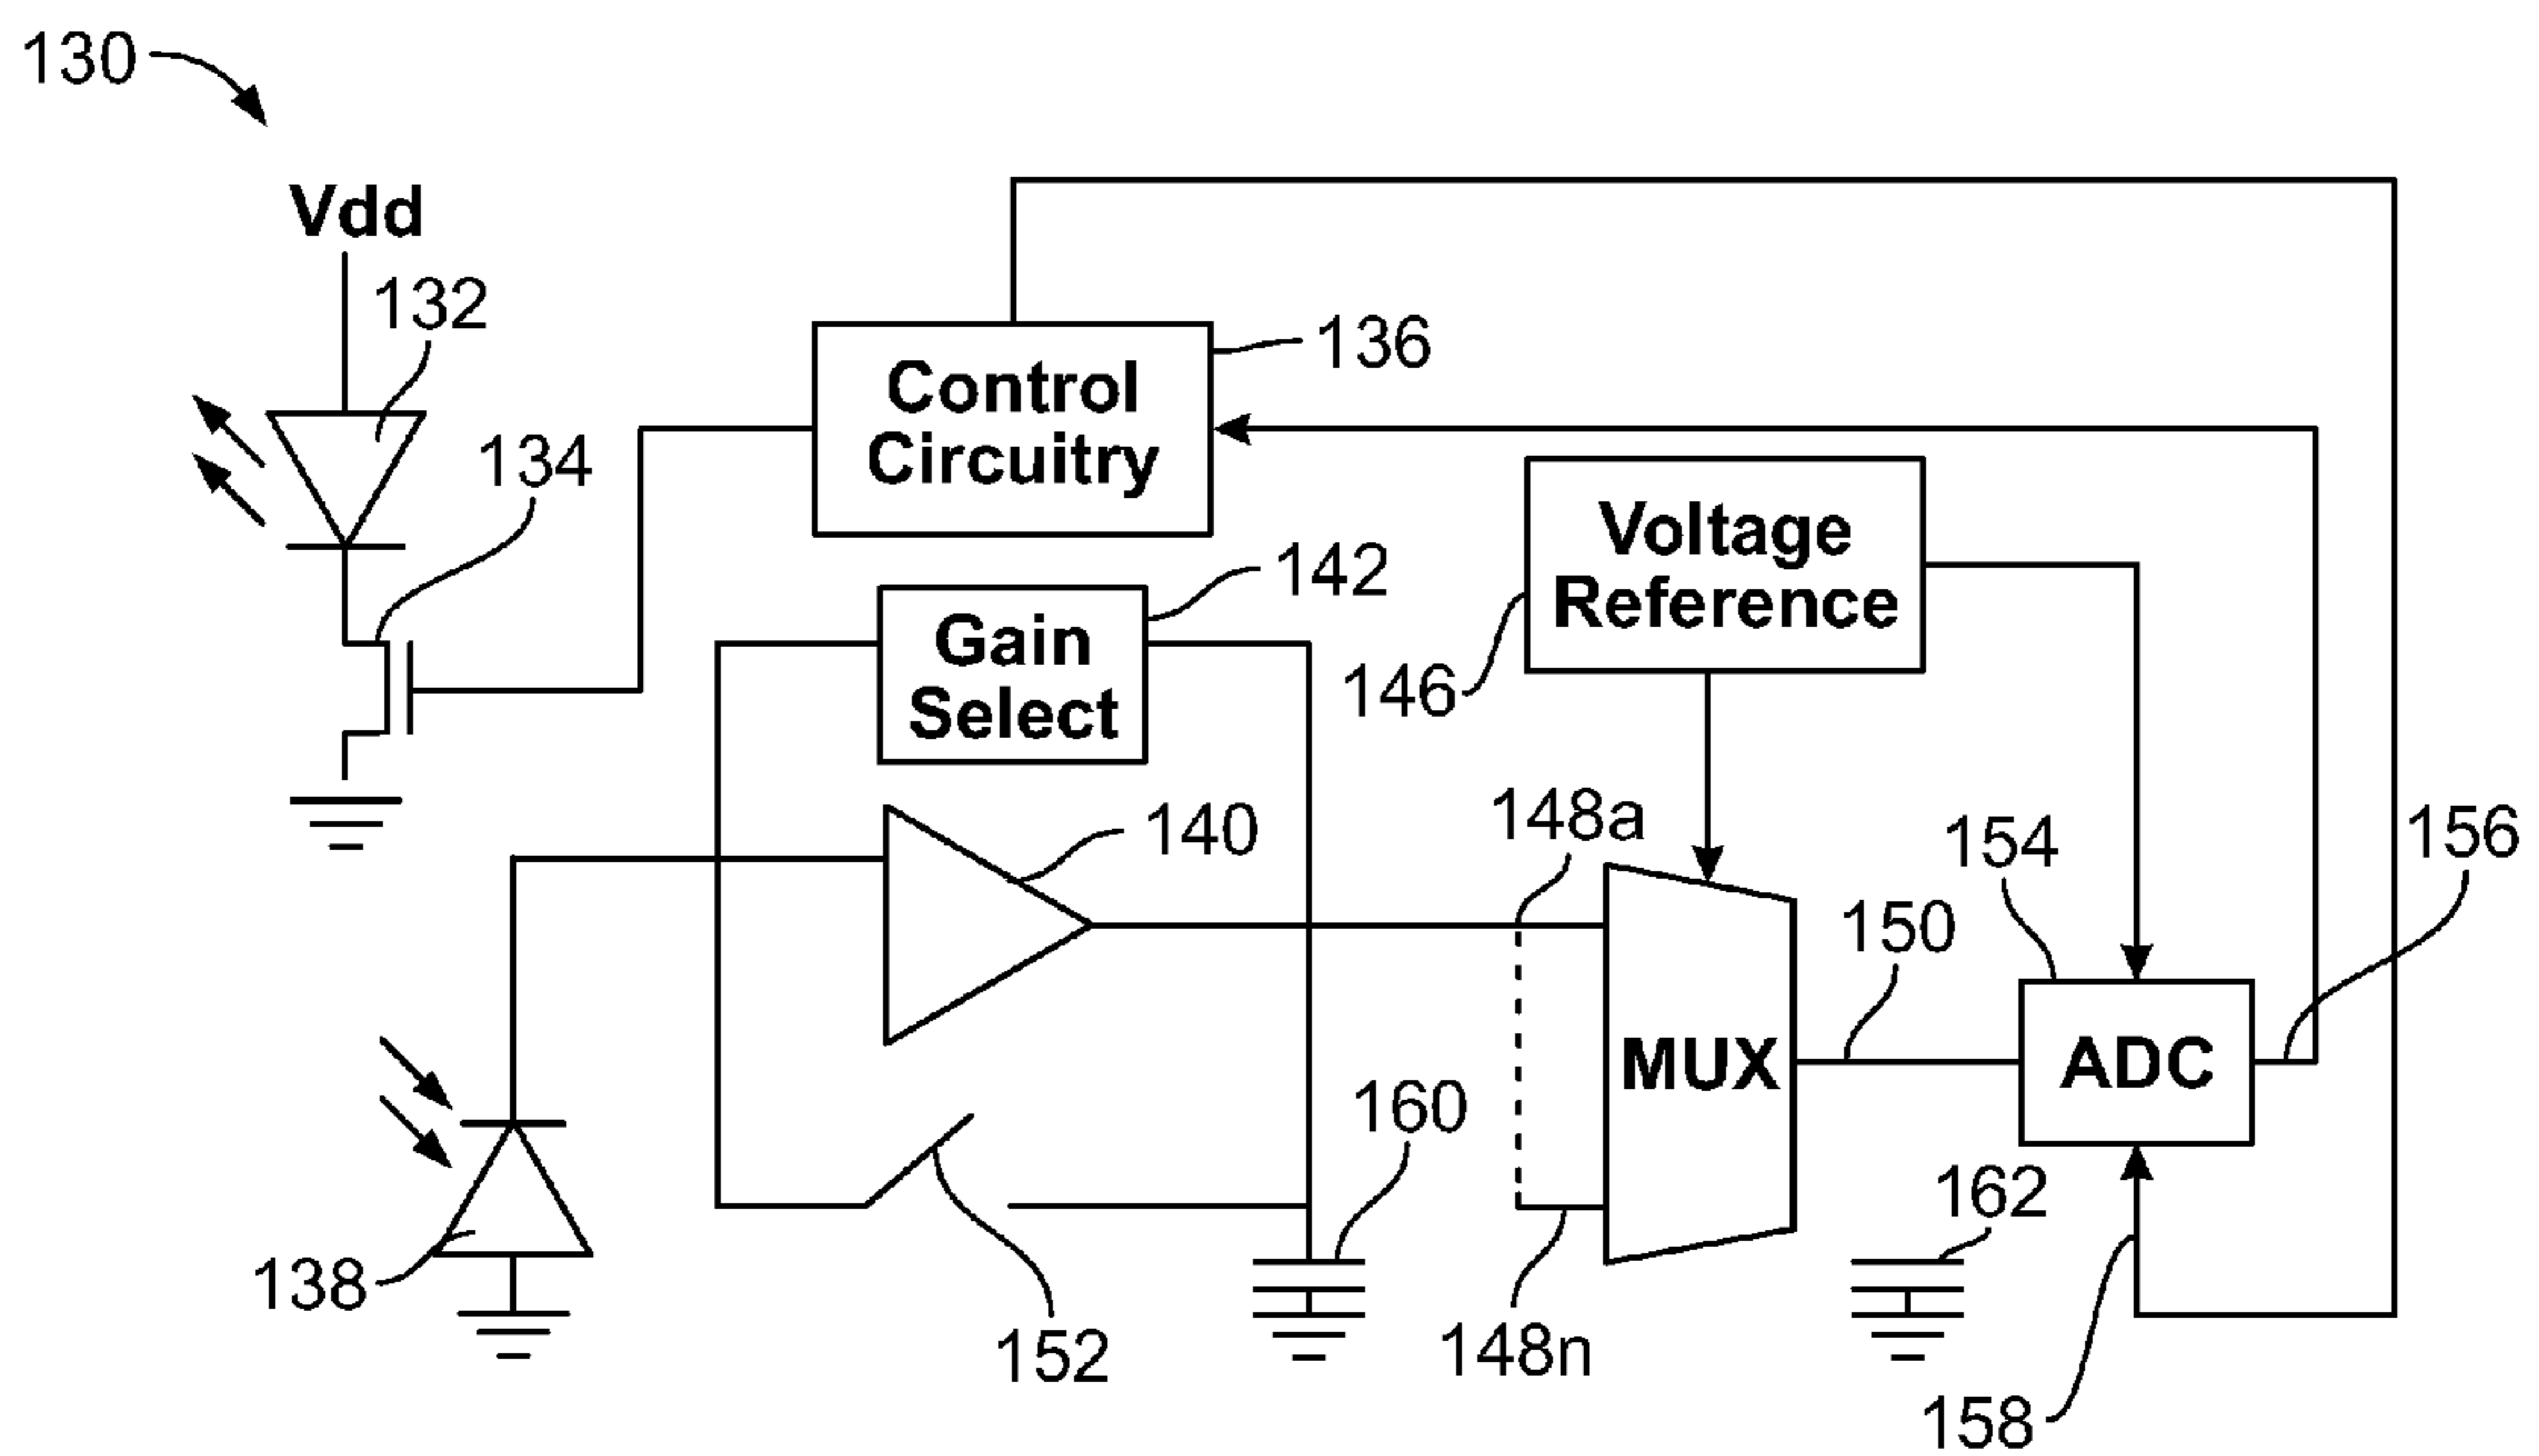 130
Vdd
132
134
Control
Circuitry
136
Gain
Select
142
Voltage
Reference
146
140
148a
154
156
150
MUX
ADC
160
162
138
152
148n
158